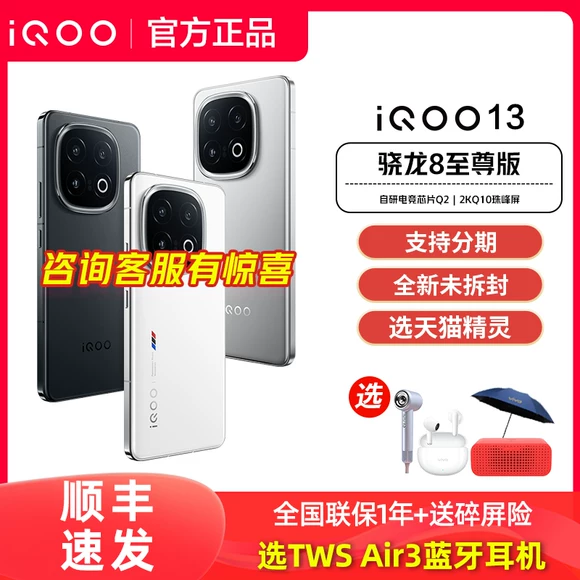 iQOO 官方正品
iQOO13
骁龙8至尊版
自研电竞芯片Q2 | 2KQ10珠峰屏
支持分期
全新未拆封
选天猫精灵
咨询客服有惊喜
iQOO
iQOO
选
顺丰
速发
全国联保1年+送碎屏险
选TWS Air3蓝牙耳机